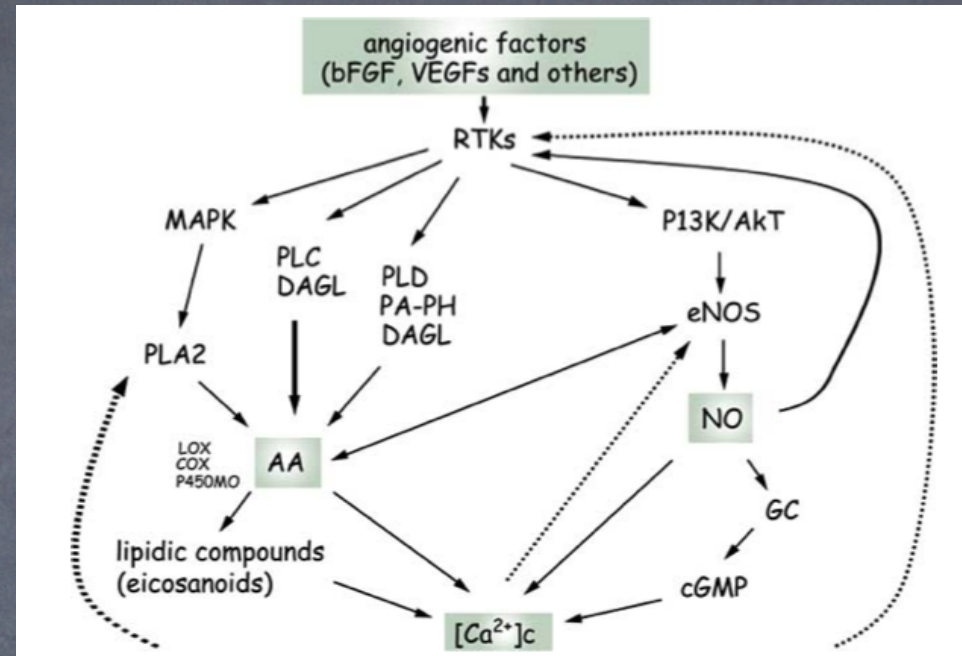 angiogenic factors
(bFGF, VEGFs and others)
RTKs
MAPK
P13K/AkT
PLC
DAGL
PLD
PA-PH
DAGL
eNOS
PLA2
NO
LOX
COX
P450MO
AA
GC
lipidic compounds
(eicosanoids)
cGMP
[Ca²⁺]c